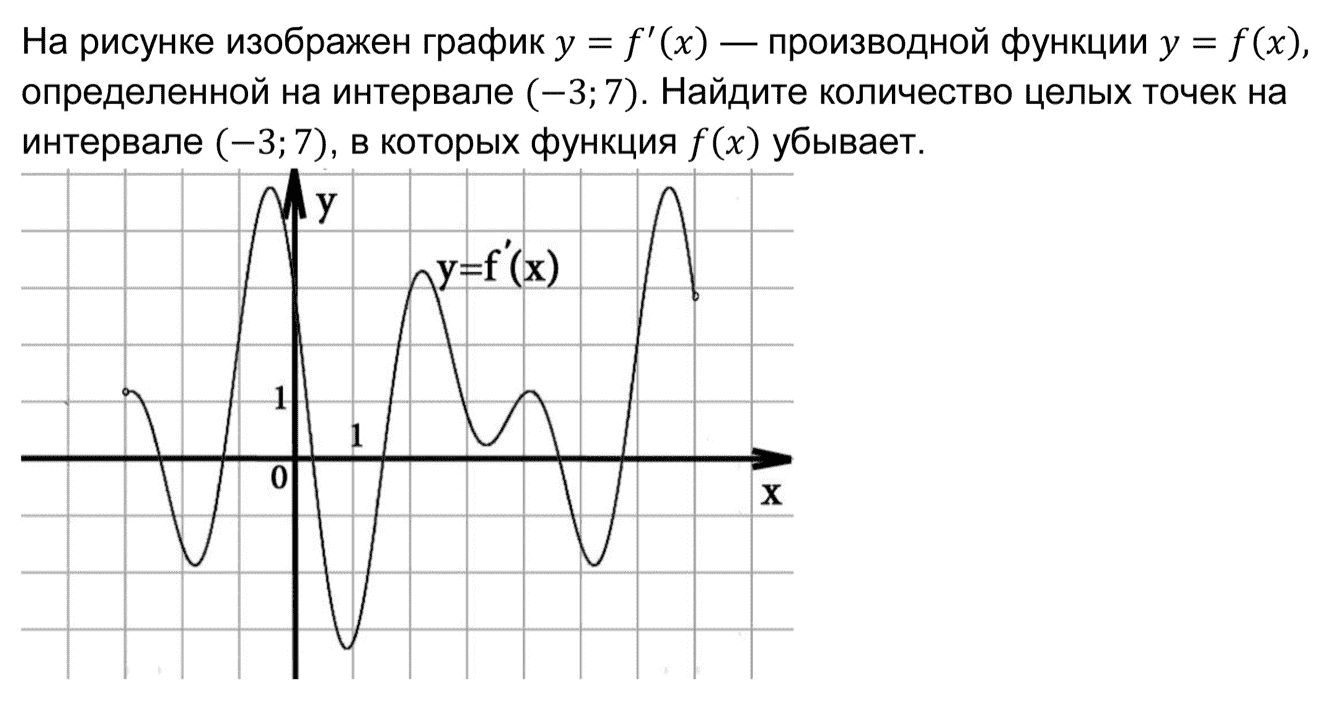 На рисунке изображен график y = f′(x) — производной функции y = f(x),
определенной на интервале (−3; 7). Найдите количество целых точек на
интервале (−3; 7), в которых функция f(x) убывает.
y
y=f′(x)
1
1
0
x